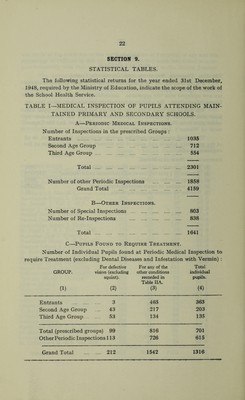 22
SECTION 9.
STATISTICAL TABLES.
The following statistical returns for the year ended 31st December,
1948, required by the Ministry of Education, indicate the scope of the work of
the School Health Service.
TABLE I—MEDICAL INSPECTION OF PUPILS ATTENDING MAIN-
TAINED PRIMARY AND SECONDARY SCHOOLS.
A—Periodic Medical Inspections.
Number of Inspections in the prescribed Groups :
Entrants 1035
Second Age Group 712
Third Age Group 554
Total 2301
Number of other Periodic Inspections 1858
Grand Total 4159
B—Other Inspections.
Number of Special Inspections 803
Number of Re-Inspections 838
Total 1641
C—Pupils Found to Require Treatment.
Number of Individual Pupils found at Periodic Medical Inspection to
require Treatment (excluding Dental Diseases and Infestation with Vermin) :
GROUP. For defective vision (excluding squint). For any of the other conditions recorded in Table IIA. Total individual pupils.
(1) (2) (3) (4)
Entrants 3 465 363
Second Age Group 43 217 203
Third Age Group 53 134 135
Total (prescribed groups) 99 816 701
Other Periodic Inspections 113 726 615
Grand Total 212 1542 1316